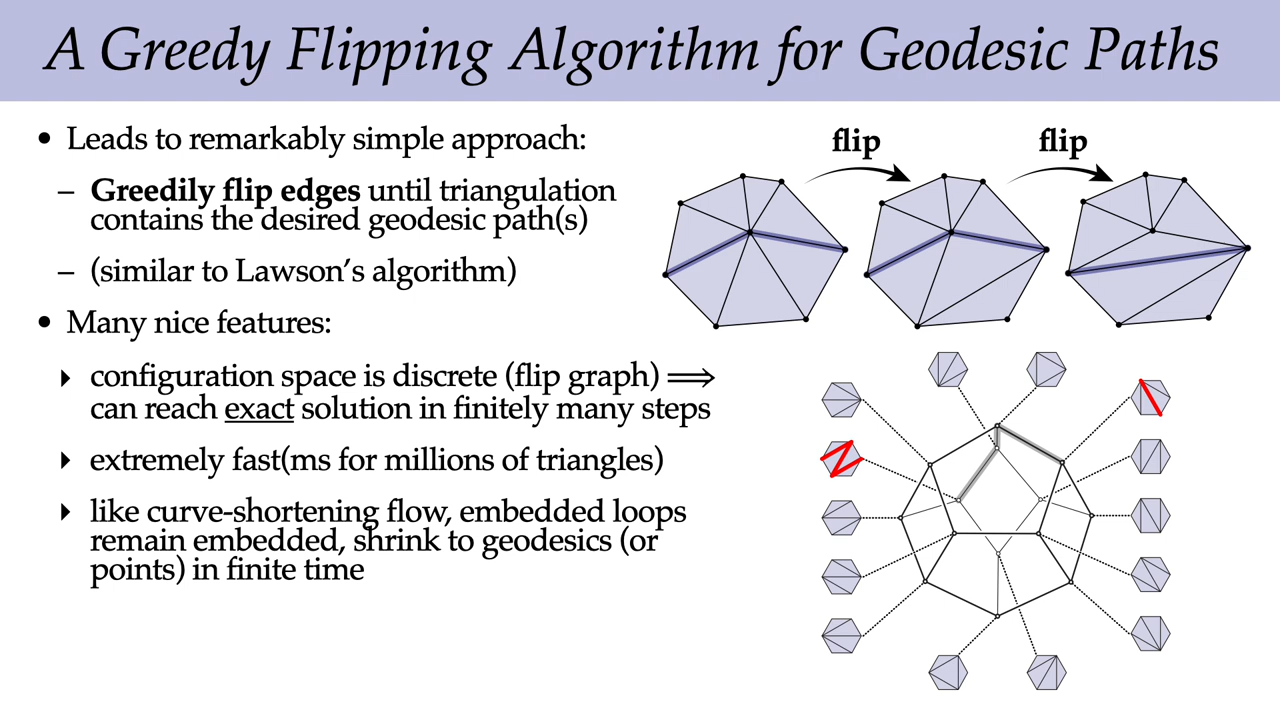 A Greedy Flipping Algorithm for Geodesic Paths
• Leads to remarkably simple approach:
– Greedily flip edges until triangulation
contains the desired geodesic path(s)
– (similar to Lawson’s algorithm)
• Many nice features:
‣ configuration space is discrete (flip graph) ⟹
can reach exact solution in finitely many steps
‣ extremely fast(ms for millions of triangles)
‣ like curve-shortening flow, embedded loops
remain embedded, shrink to geodesics (or
points) in finite time
flip
flip